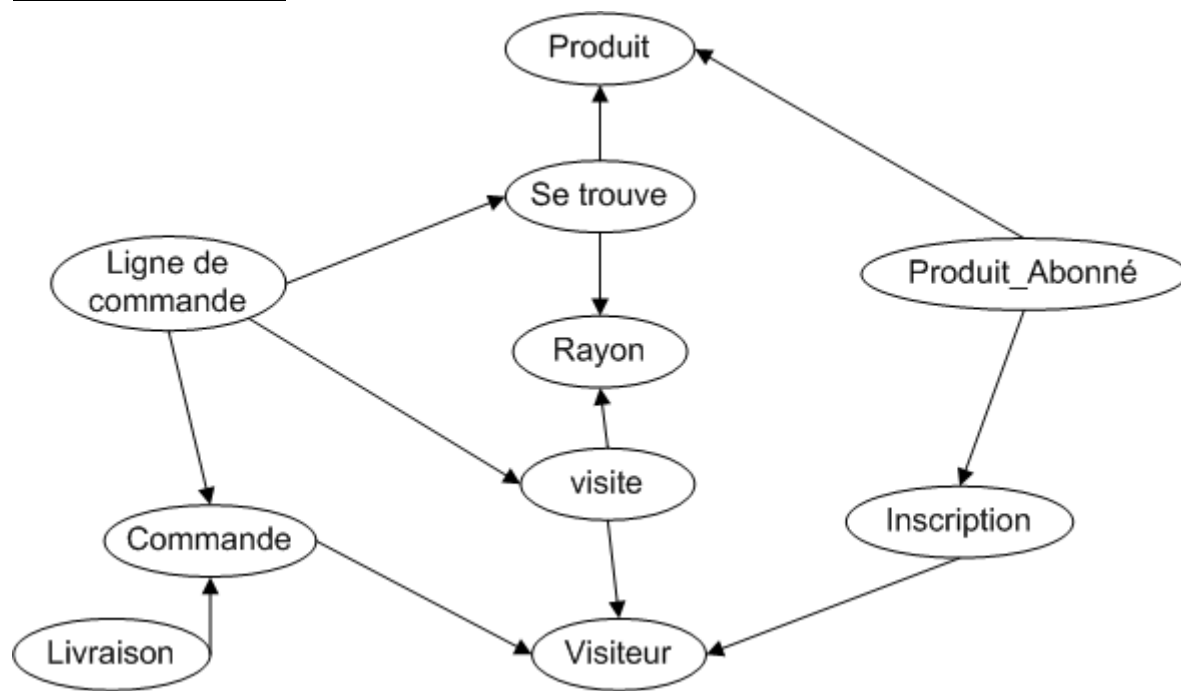 Produit
Se trouve
Ligne de
commande
Produit_Abonné
Rayon
visite
Inscription
Commande
Livraison
Visiteur